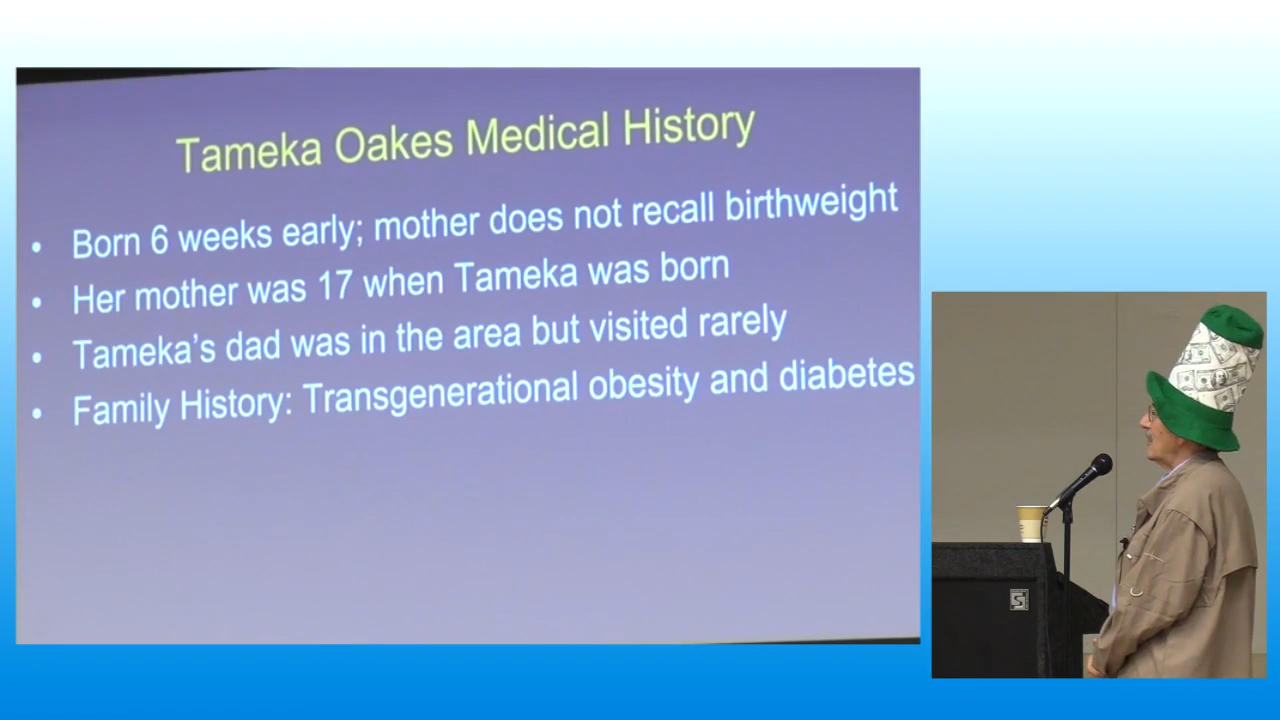 Tameka Oakes Medical History
• Born 6 weeks early; mother does not recall birthweight
• Her mother was 17 when Tameka was born
• Tameka's dad was in the area but visited rarely
• Family History: Transgenerational obesity and diabetes